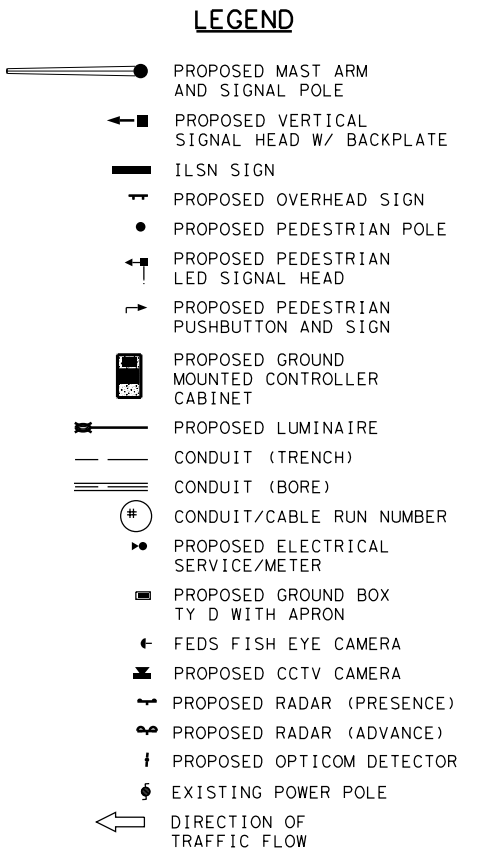 LEGEND
PROPOSED MAST ARM
AND SIGNAL POLE
PROPOSED VERTICAL
SIGNAL HEAD W/ BACKPLATE
ILSN SIGN
PROPOSED OVERHEAD SIGN
PROPOSED PEDESTRIAN POLE
PROPOSED PEDESTRIAN
LED SIGNAL HEAD
PROPOSED PEDESTRIAN
PUSHBUTTON AND SIGN
PROPOSED GROUND
MOUNTED CONTROLLER
CABINET
PROPOSED LUMINAIRE
CONDUIT (TRENCH)
CONDUIT (BORE)
# CONDUIT/CABLE RUN NUMBER
PROPOSED ELECTRICAL
SERVICE/METER
PROPOSED GROUND BOX
TY D WITH APRON
FEDS FISH EYE CAMERA
PROPOSED CCTV CAMERA
PROPOSED RADAR (PRESENCE)
PROPOSED RADAR (ADVANCE)
PROPOSED OPTICOM DETECTOR
EXISTING POWER POLE
DIRECTION OF
TRAFFIC FLOW